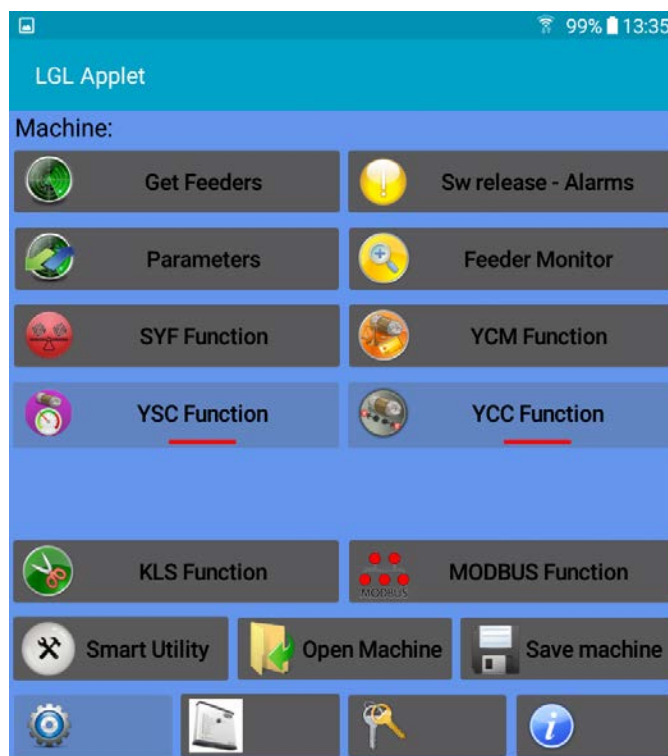 99% 13:35
LGL Applet
Machine:
Get Feeders
Sw release - Alarms
Parameters
Feeder Monitor
SYF Function
YCM Function
YSC Function
YCC Function
KLS Function
MODBUS
MODBUS Function
Smart Utility
Open Machine
Save machine